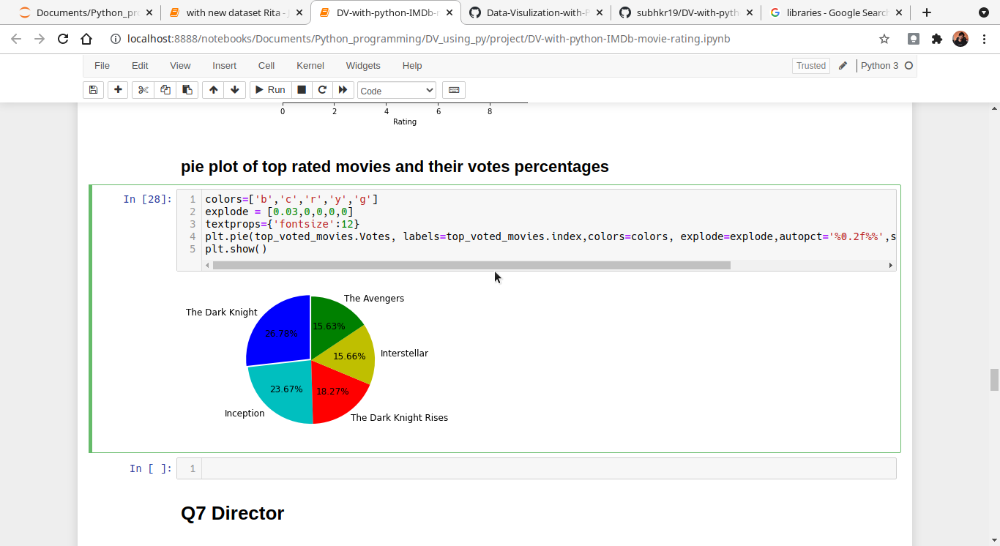 Documents/Python_pr
with new dataset Rita - J
DV-with-python-IMDb-
Data-Visulization-with-P
subhkr19/DV-with-pyth
libraries - Google Search
localhost:8888/notebooks/Documents/Python_programming/DV_using_py/project/DV-with-python-IMDb-movie-rating.ipynb
File Edit View Insert Cell Kernel Widgets Help Trusted Python 3
Run Code
0 2 4 6 8
Rating
pie plot of top rated movies and their votes percentages
In [28]:
1 colors=['b','c','r','y','g']
2 explode = [0.03,0,0,0,0]
3 textprops={'fontsize':12}
4 plt.pie(top_voted_movies.Votes, labels=top_voted_movies.index,colors=colors, explode=explode,autopct='%0.2f%%',s
5 plt.show()
The Avengers
The Dark Knight
15.63%
26.78%
Interstellar
15.66%
23.67%
18.27%
Inception
The Dark Knight Rises
In [ ]: 1
Q7 Director